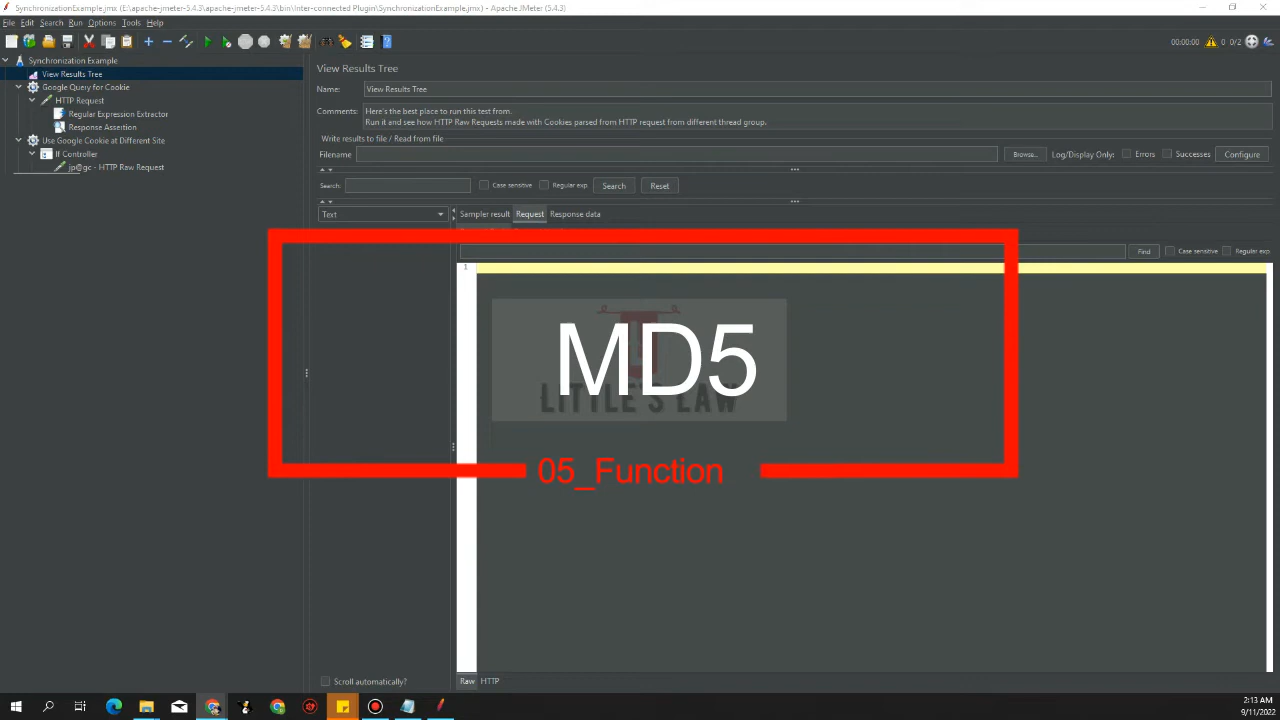 SynchronizationExample.jmx (E:\apache-jmeter-5.4.3\apache-jmeter-5.4.3\bin\Inter-connected Plugin\SynchronizationExample.jmx) - Apache JMeter (5.4.3)
File Edit Search Run Options Tools Help
00:00:00 0 0/2
Synchronization Example
View Results Tree
Google Query for Cookie
HTTP Request
Regular Expression Extractor
Response Assertion
Use Google Cookie at Different Site
If Controller
jp@gc - HTTP Raw Request
View Results Tree
Name: View Results Tree
Comments: Here's the best place to run this test from.
Run it and see how HTTP Raw Requests made with Cookies parsed from HTTP request from different thread group.
Write results to file / Read from file
Filename Browse... Log/Display Only: Errors Successes Configure
Search: Case sensitive Regular exp. Search Reset
Text Sampler result Request Response data
Find Case sensitive Regular exp
1
MD5
LITTLE'S LAW
05_Function
Scroll automatically? Raw HTTP
2:13 AM
9/11/2022